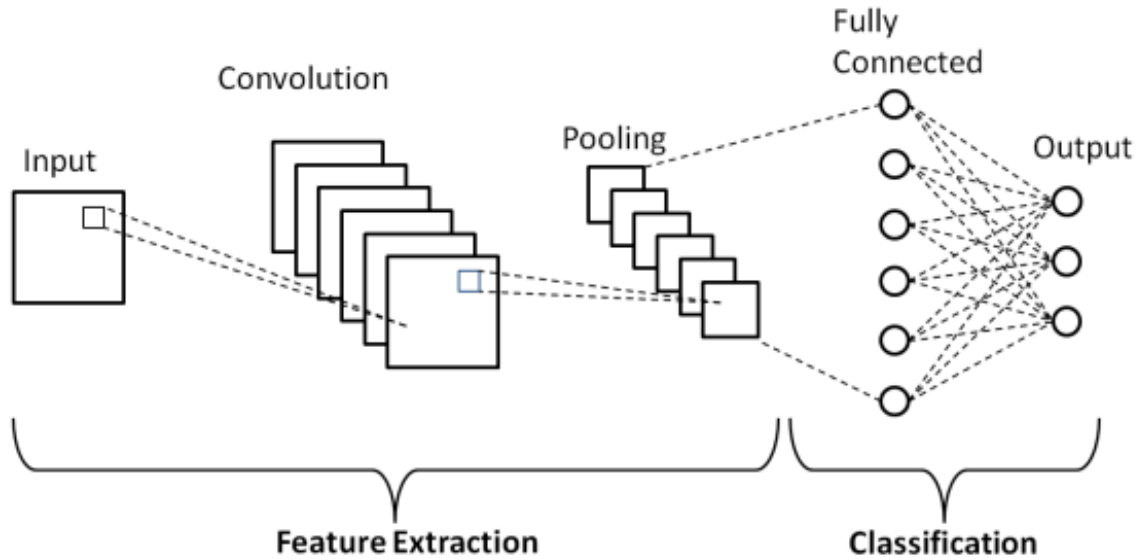 Input
Convolution
Pooling
Fully
Connected
Output
Feature Extraction
Classification